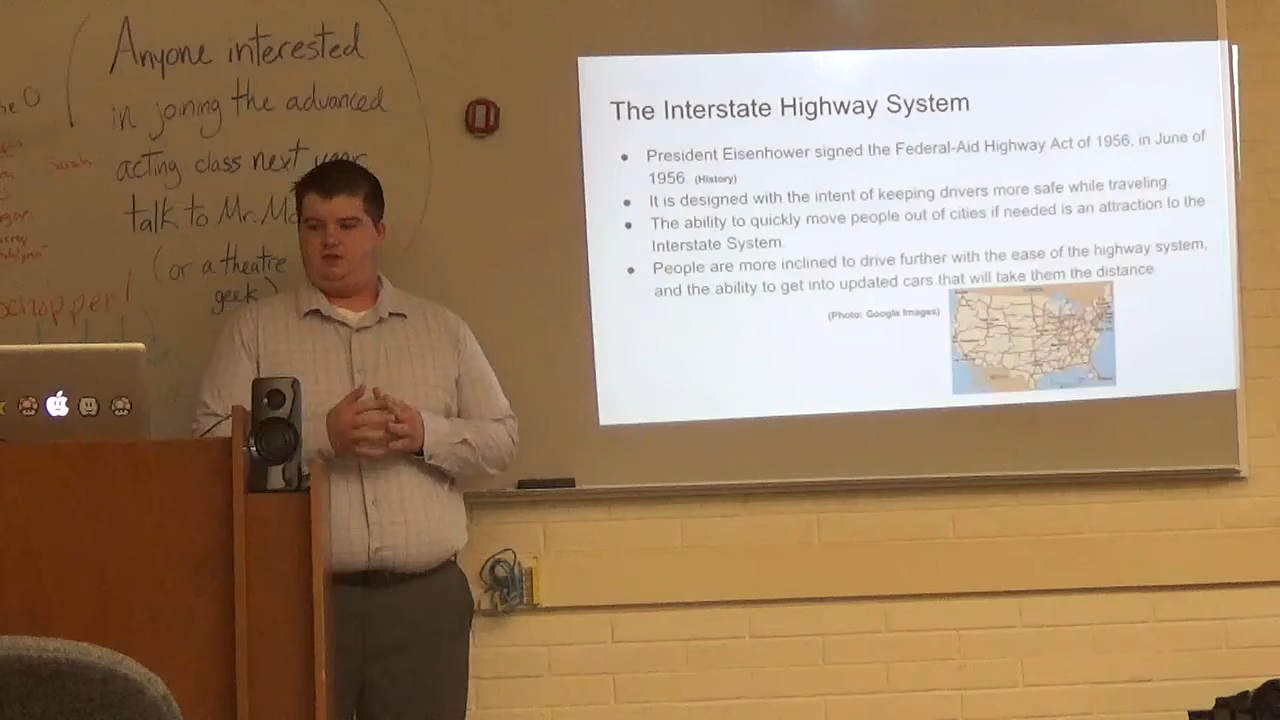 Anyone interested
in joining the advanced
acting class next year
talk to Mr.
(or a theatre
geek)
Sarah
chopper!
The Interstate Highway System
● President Eisenhower signed the Federal-Aid Highway Act of 1956, in June of
1956. (History)
● It is designed with the intent of keeping drivers more safe while traveling.
● The ability to quickly move people out of cities if needed is an attraction to the
Interstate System.
● People are more inclined to drive further with the ease of the highway system,
and the ability to get into updated cars that will take them the distance
(Photo: Google Images)